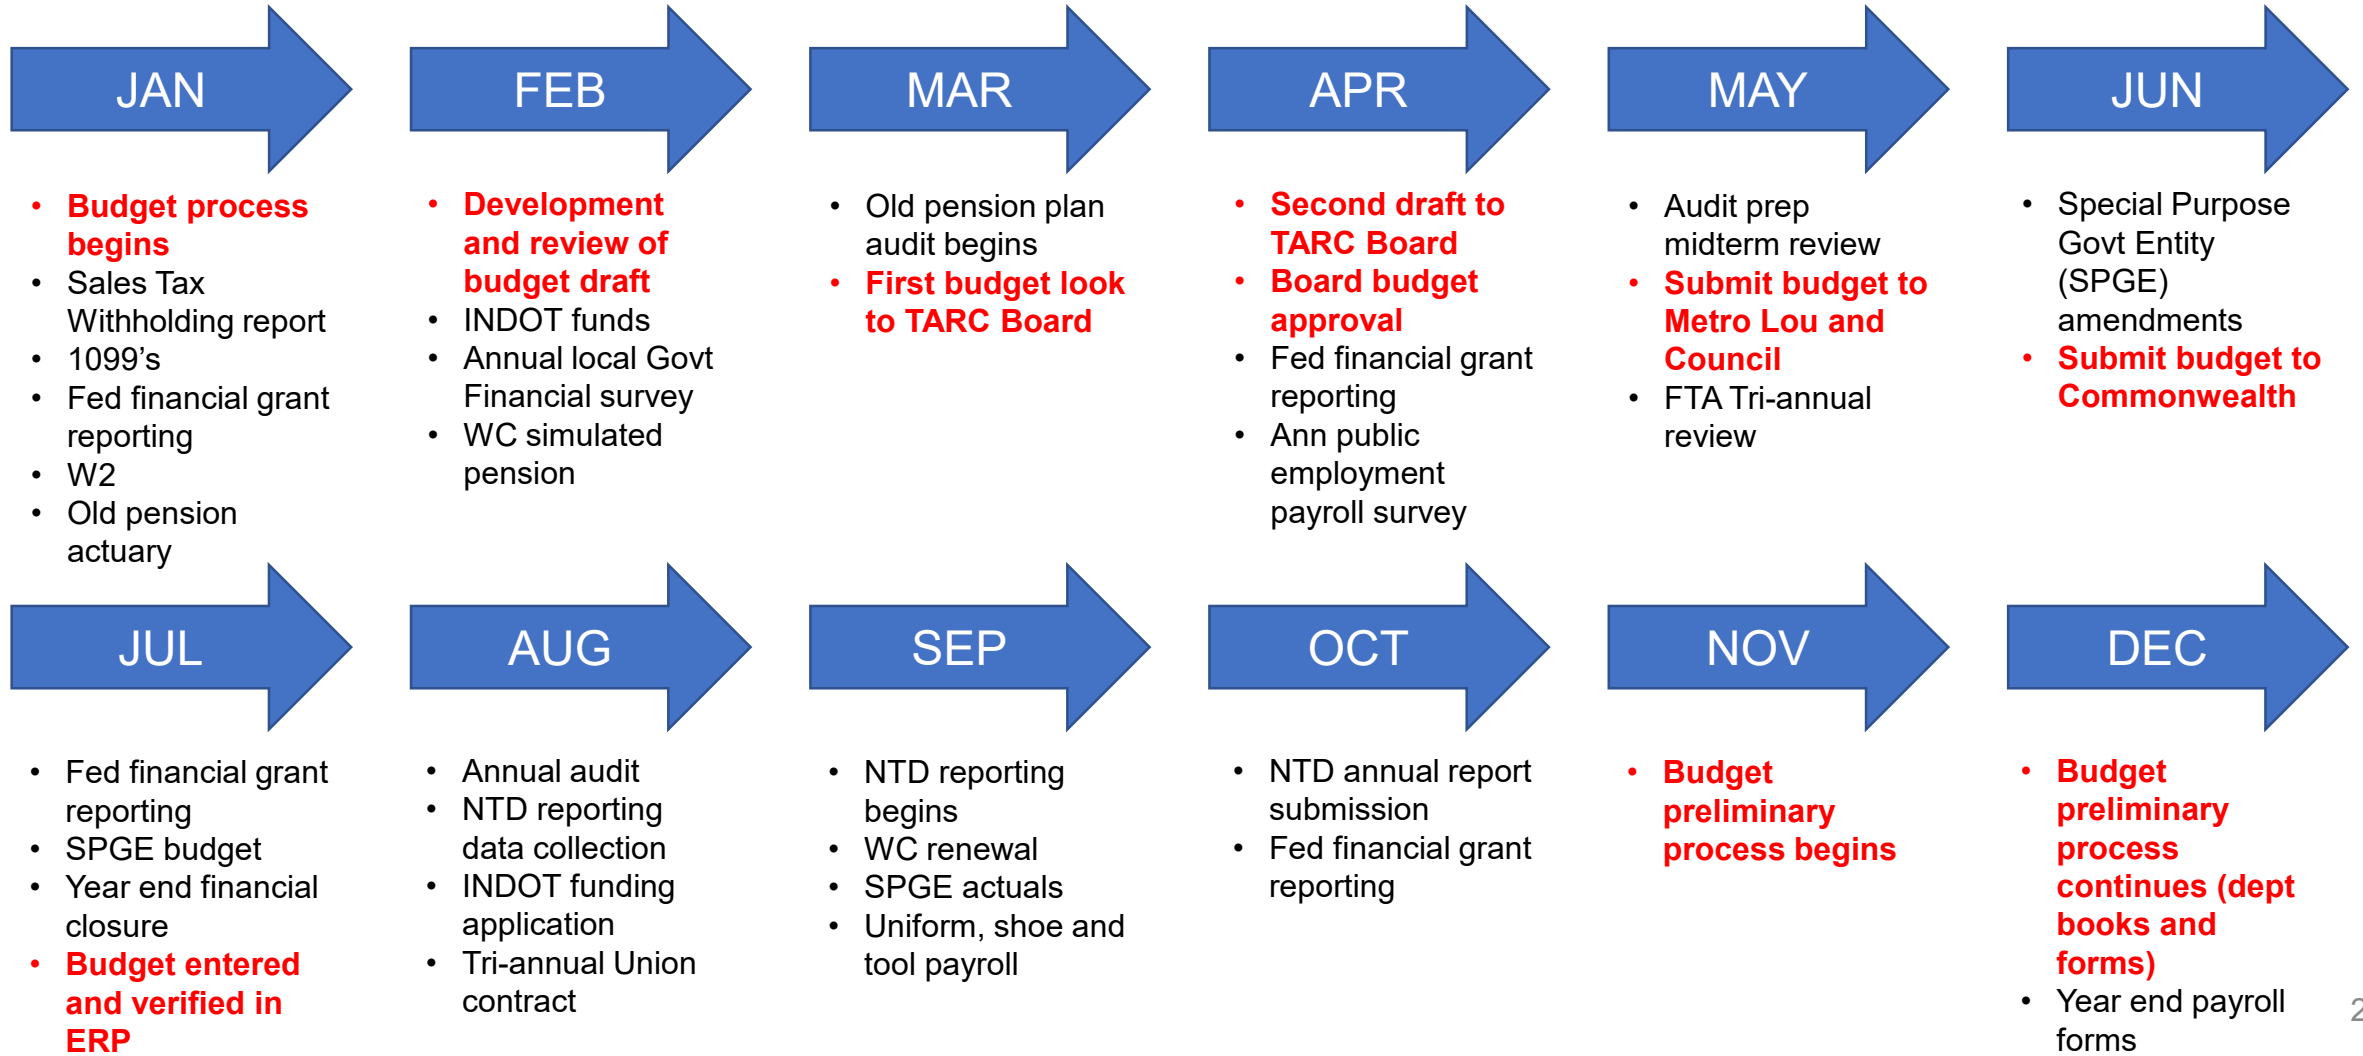 JAN
• Budget process
begins
• Sales Tax
Withholding report
• 1099’s
• Fed financial grant
reporting
• W2
• Old pension
actuary
FEB
• Development
and review of
budget draft
• INDOT funds
• Annual local Govt
Financial survey
• WC simulated
pension
MAR
• Old pension plan
audit begins
• First budget look
to TARC Board
APR
• Second draft to
TARC Board
• Board budget
approval
• Fed financial grant
reporting
• Ann public
employment
payroll survey
MAY
• Audit prep
midterm review
• Submit budget to
Metro Lou and
Council
• FTA Tri-annual
review
JUN
• Special Purpose
Govt Entity
(SPGE)
amendments
• Submit budget to
Commonwealth
JUL
• Fed financial grant
reporting
• SPGE budget
• Year end financial
closure
• Budget entered
and verified in
ERP
AUG
• Annual audit
• NTD reporting
data collection
• INDOT funding
application
• Tri-annual Union
contract
SEP
• NTD reporting
begins
• WC renewal
• SPGE actuals
• Uniform, shoe and
tool payroll
OCT
• NTD annual report
submission
• Fed financial grant
reporting
NOV
• Budget
preliminary
process begins
DEC
• Budget
preliminary
process
continues (dept
books and
forms)
• Year end payroll
forms
2